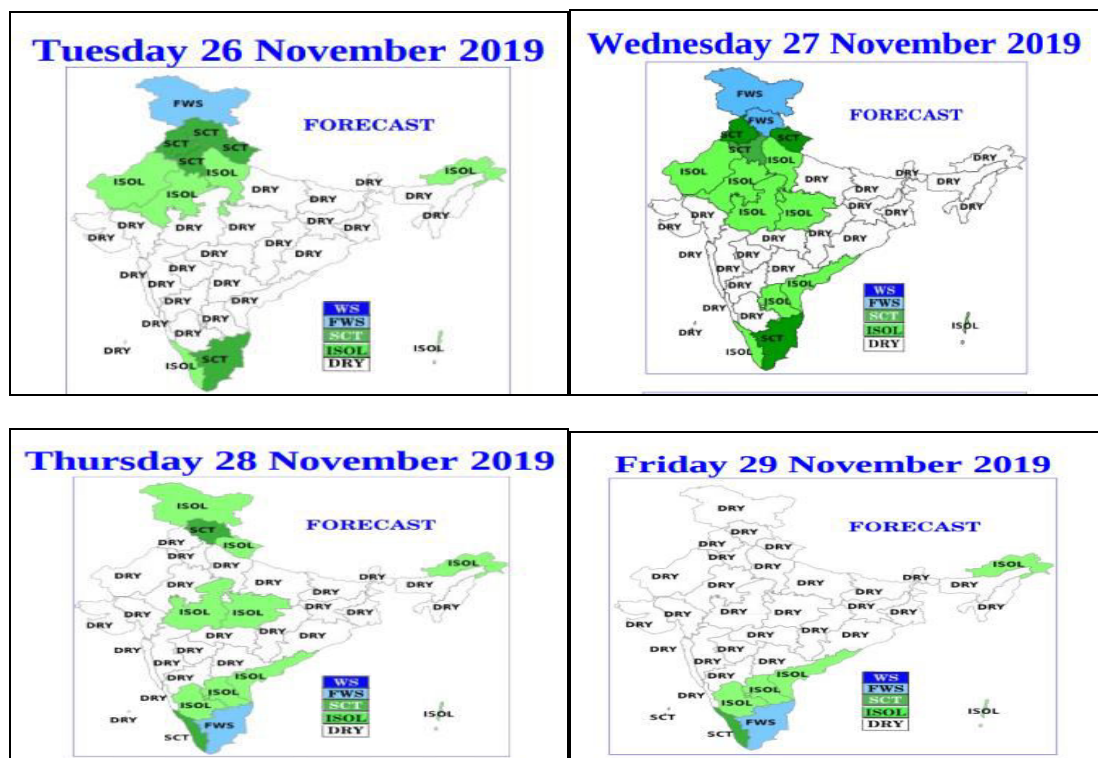 Tuesday 26 November 2019
FWS
FORECAST
SCT
SCT SCT
SCT
ISOL ISOL ISOL
ISOL DRY DRY DRY
DRY DRY
DRY DRY DRY DRY DRY
DRY DRY DRY
DRY DRY DRY
DRY DRY
DRY DRY DRY
DRY DRY
DRY DRY
DRY ISOL SCT ISOL
WS
FWS
SCT
ISOL
DRY
Wednesday 27 November 2019
FWS
FWS FORECAST
SCT SCT
SCT ISOL
ISOL ISOL DRY DRY DRY DRY
DRY DRY DRY
DRY ISOL ISOL DRY
DRY DRY DRY DRY
DRY DRY DRY
DRY ISOL
DRY ISOL
DRY DRY
DRY ISOL SCT ISOL
WS
FWS
SCT
ISOL
DRY
Thursday 28 November 2019
ISOL
FORECAST
SCT
DRY ISOL
DRY ISOL
DRY DRY DRY DRY DRY
DRY DRY
DRY DRY ISOL ISOL DRY DRY
DRY DRY DRY
DRY DRY DRY
DRY DRY ISOL
DRY ISOL ISOL
ISOL
DRY SCT FWS ISOL
WS
FWS
SCT
ISOL
DRY
Friday 29 November 2019
DRY
FORECAST
DRY
DRY DRY
DRY ISOL
DRY DRY DRY DRY DRY
DRY DRY
DRY DRY DRY DRY DRY DRY
DRY DRY DRY
DRY DRY DRY
DRY DRY ISOL
DRY ISOL ISOL
ISOL
SCT SCT FWS ISOL
WS
FWS
SCT
ISOL
DRY